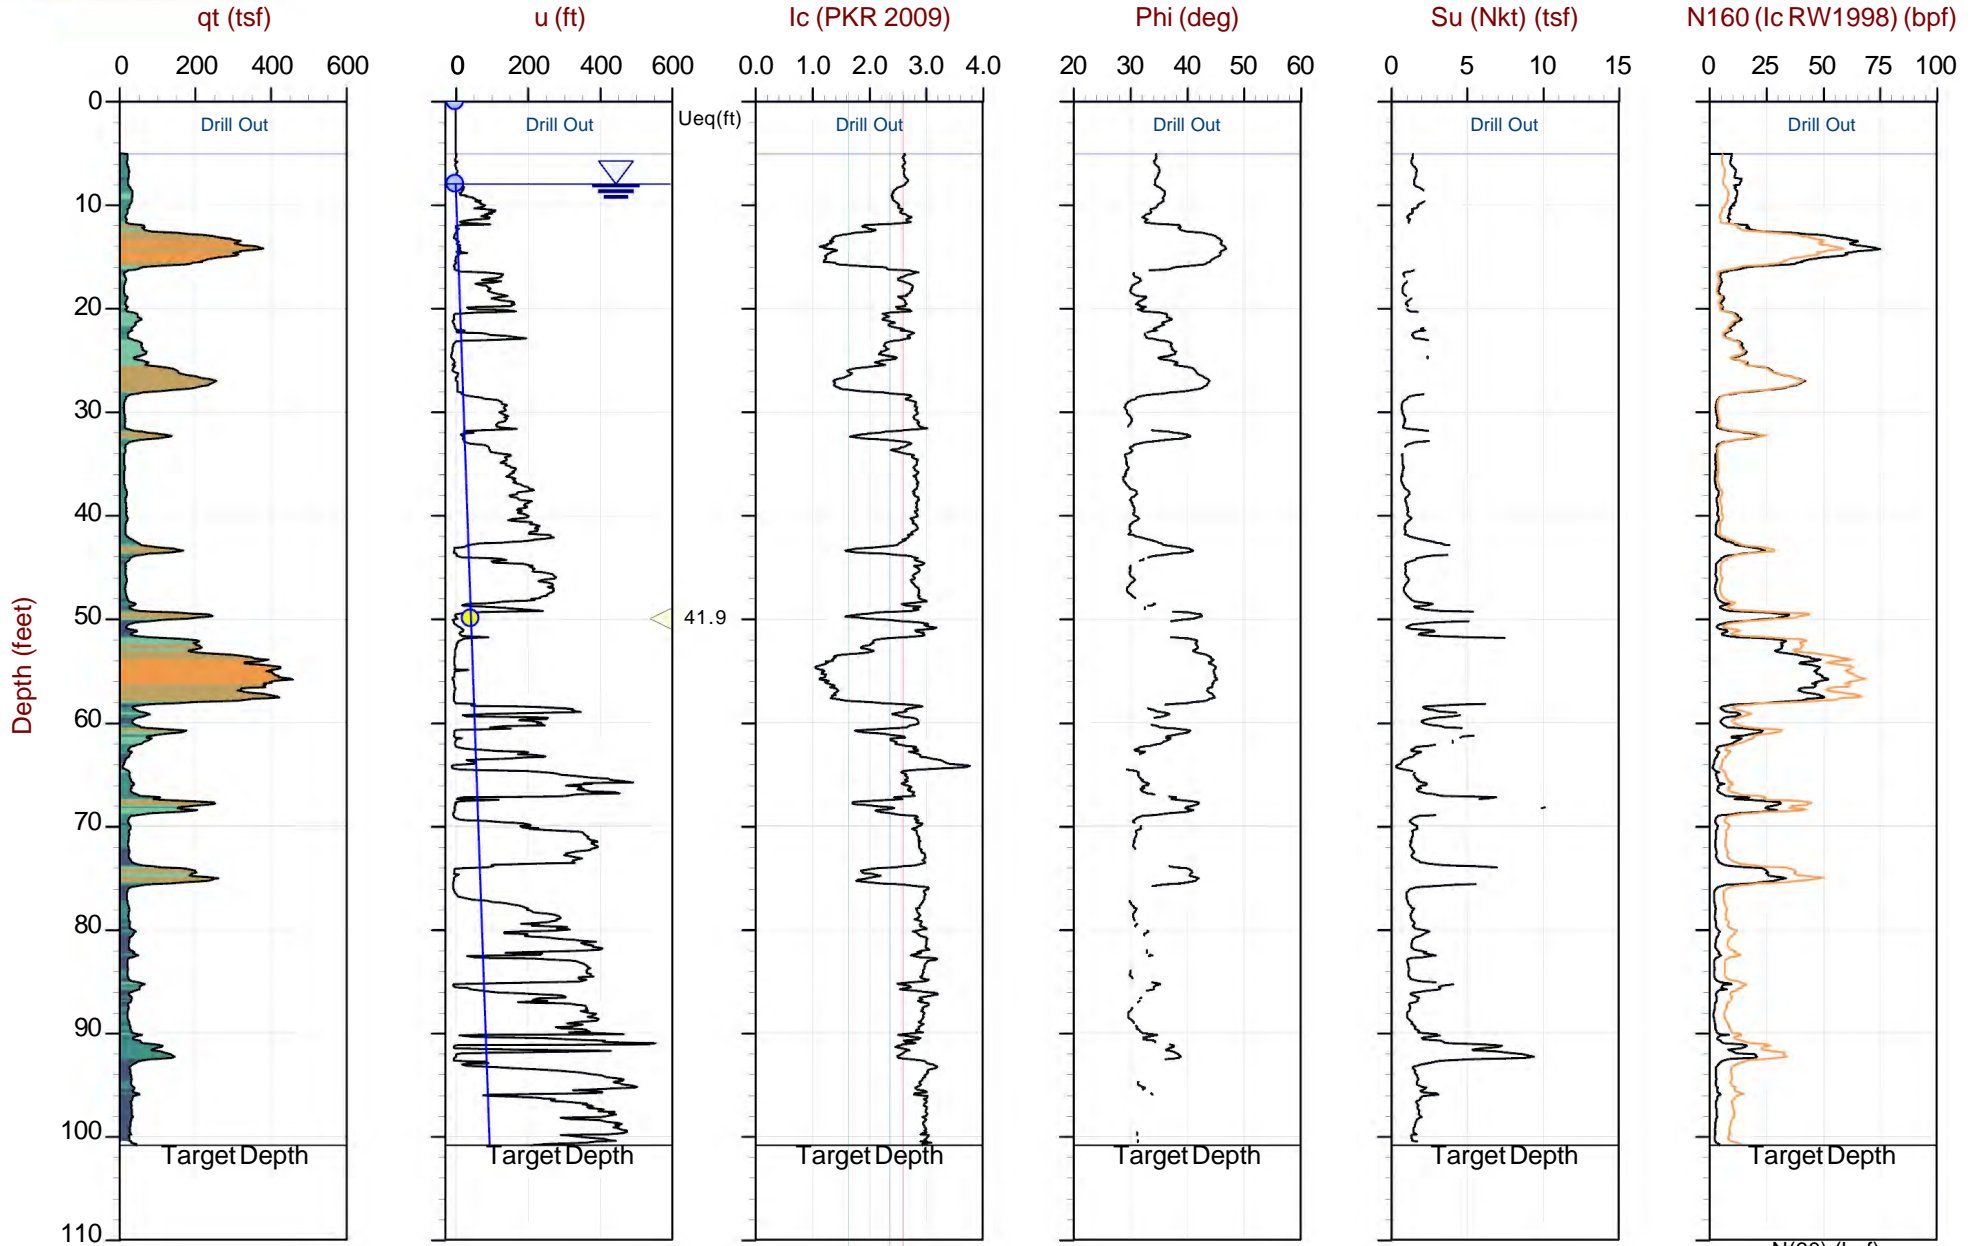 qt (tsf) u (ft) Ic (PKR 2009) Phi (deg) Su (Nkt) (tsf) N160 (Ic RW1998) (bpf)
0 200 400 600 0 200 400 600 0.0 1.0 2.0 3.0 4.0 20 30 40 50 60 0 5 10 15 0 25 50 75 100
0
Ueq(ft)
Drill Out Drill Out Drill Out Drill Out Drill Out Drill Out
10
20
30
40
50
41.9
60
70
80
90
100
Target Depth Target Depth Target Depth Target Depth Target Depth Target Depth
110
Depth (feet)